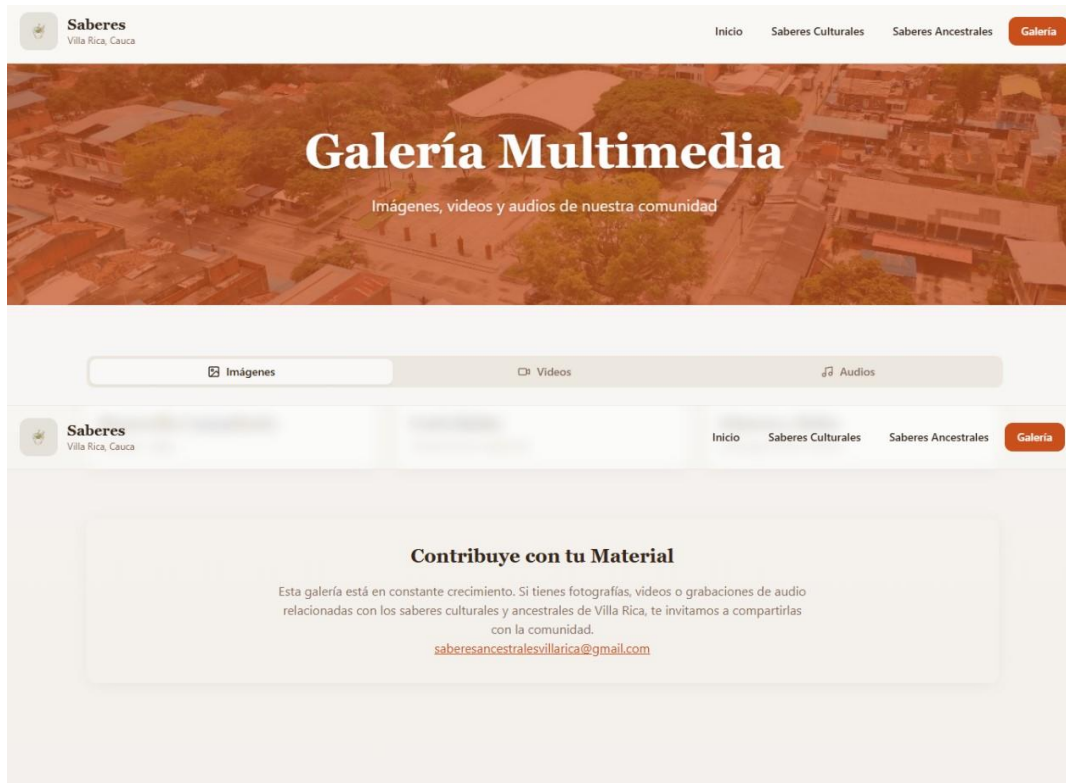 Saberes
Villa Rica, Cauca
Inicio
Saberes Culturales
Saberes Ancestrales
Galería
Galería Multimedia
Imágenes, videos y audios de nuestra comunidad
Imágenes
Videos
Audios
Saberes
Villa Rica, Cauca
Inicio
Saberes Culturales
Saberes Ancestrales
Galería
Contribuye con tu Material
Esta galería está en constante crecimiento. Si tienes fotografías, videos o grabaciones de audio
relacionadas con los saberes culturales y ancestrales de Villa Rica, te invitamos a compartirlas
con la comunidad.
saberesancestralesvillarica@gmail.com